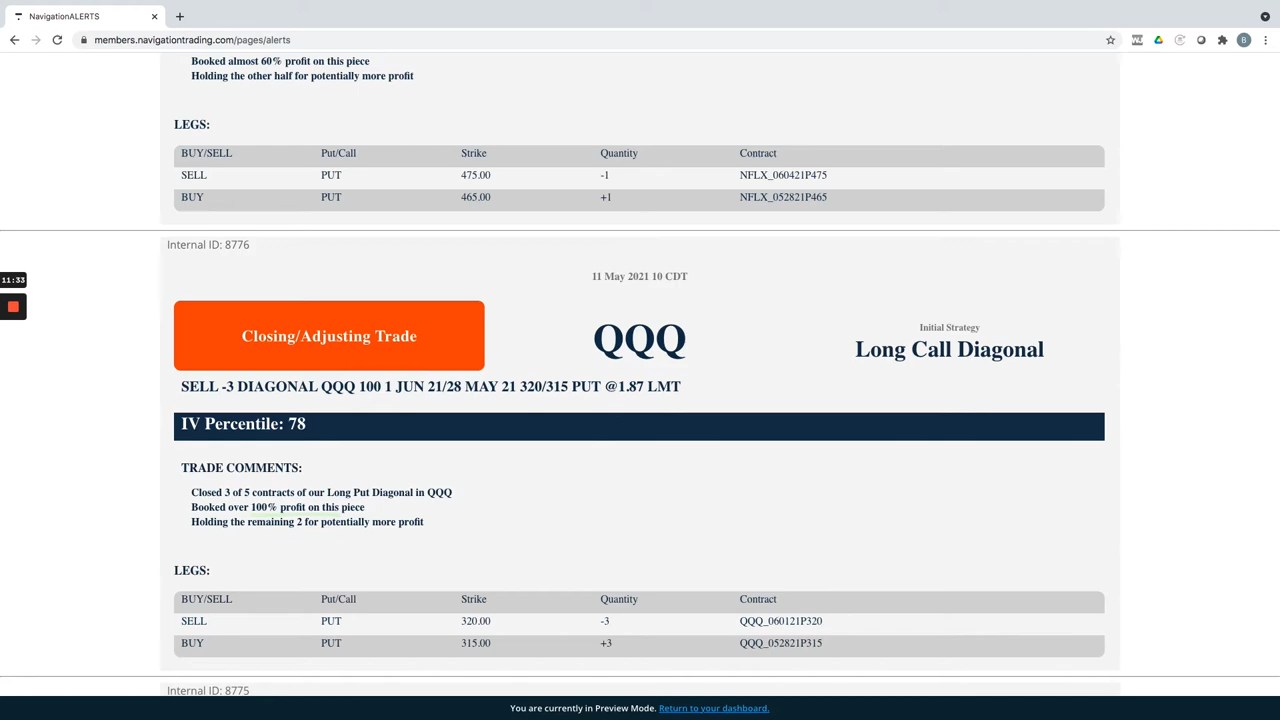 NavigationALERTS
members.navigationtrading.com/pages/alerts
B
Booked almost 60% profit on this piece
Holding the other half for potentially more profit
LEGS:
BUY/SELL Put/Call Strike Quantity Contract
SELL PUT 475.00 -1 NFLX_060421P475
BUY PUT 465.00 +1 NFLX_052821P465
Internal ID: 8776
11:33
11 May 2021 10 CDT
Closing/Adjusting Trade
QQQ
Initial Strategy
Long Call Diagonal
SELL -3 DIAGONAL QQQ 100 1 JUN 21/28 MAY 21 320/315 PUT @1.87 LMT
IV Percentile: 78
TRADE COMMENTS:
Closed 3 of 5 contracts of our Long Put Diagonal in QQQ
Booked over 100% profit on this piece
Holding the remaining 2 for potentially more profit
LEGS:
BUY/SELL Put/Call Strike Quantity Contract
SELL PUT 320.00 -3 QQQ_060121P320
BUY PUT 315.00 +3 QQQ_052821P315
Internal ID: 8775
You are currently in Preview Mode. Return to your dashboard.